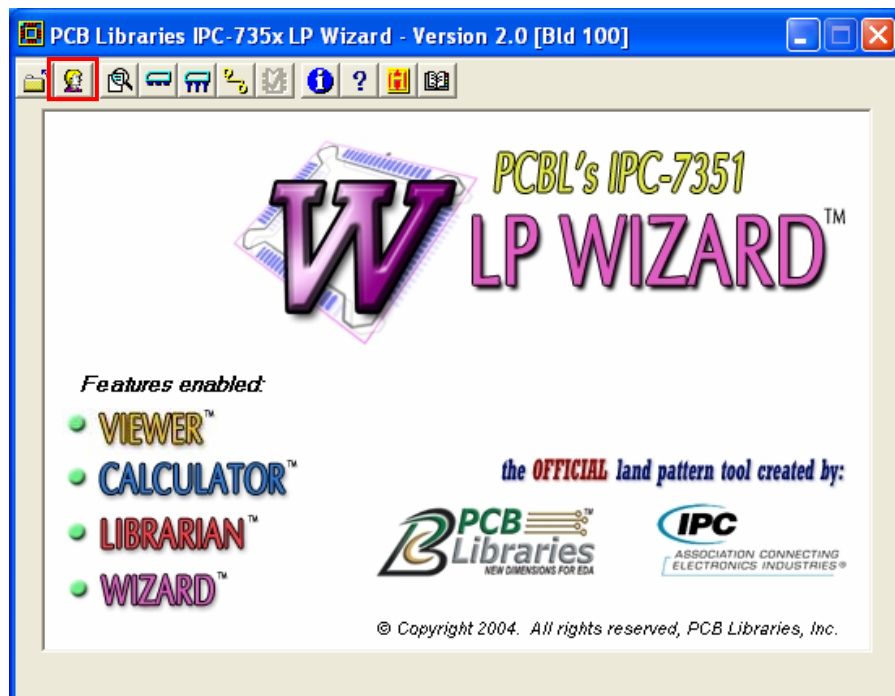 PCB Libraries IPC-735x LP Wizard - Version 2.0 [Bld 100]
PCBL's IPC-7351
W
LP WIZARD™
Features enabled:
VIEWER™
CALCULATOR™
LIBRARIAN™
WIZARD™
the OFFICIAL land pattern tool created by:
PCB™
Libraries
NEW DIMENSIONS FOR EDA
IPC
ASSOCIATION CONNECTING
ELECTRONICS INDUSTRIES®
© Copyright 2004. All rights reserved, PCB Libraries, Inc.